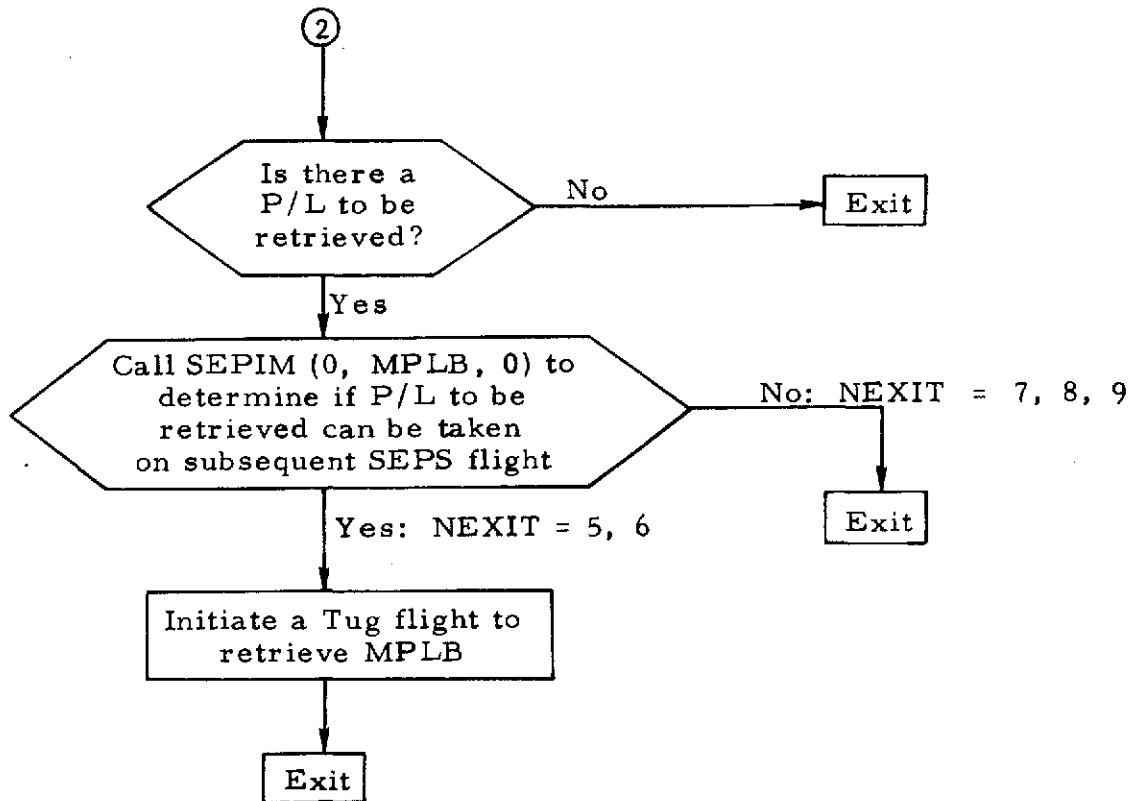 2
Is there a
P/L to be
retrieved?
No
Exit
Yes
Call SEPIM (0, MPLB, 0) to
determine if P/L to be
retrieved can be taken
on subsequent SEPS flight
No: NEXIT = 7, 8, 9
Exit
Yes: NEXIT = 5, 6
Initiate a Tug flight to
retrieve MPLB
Exit